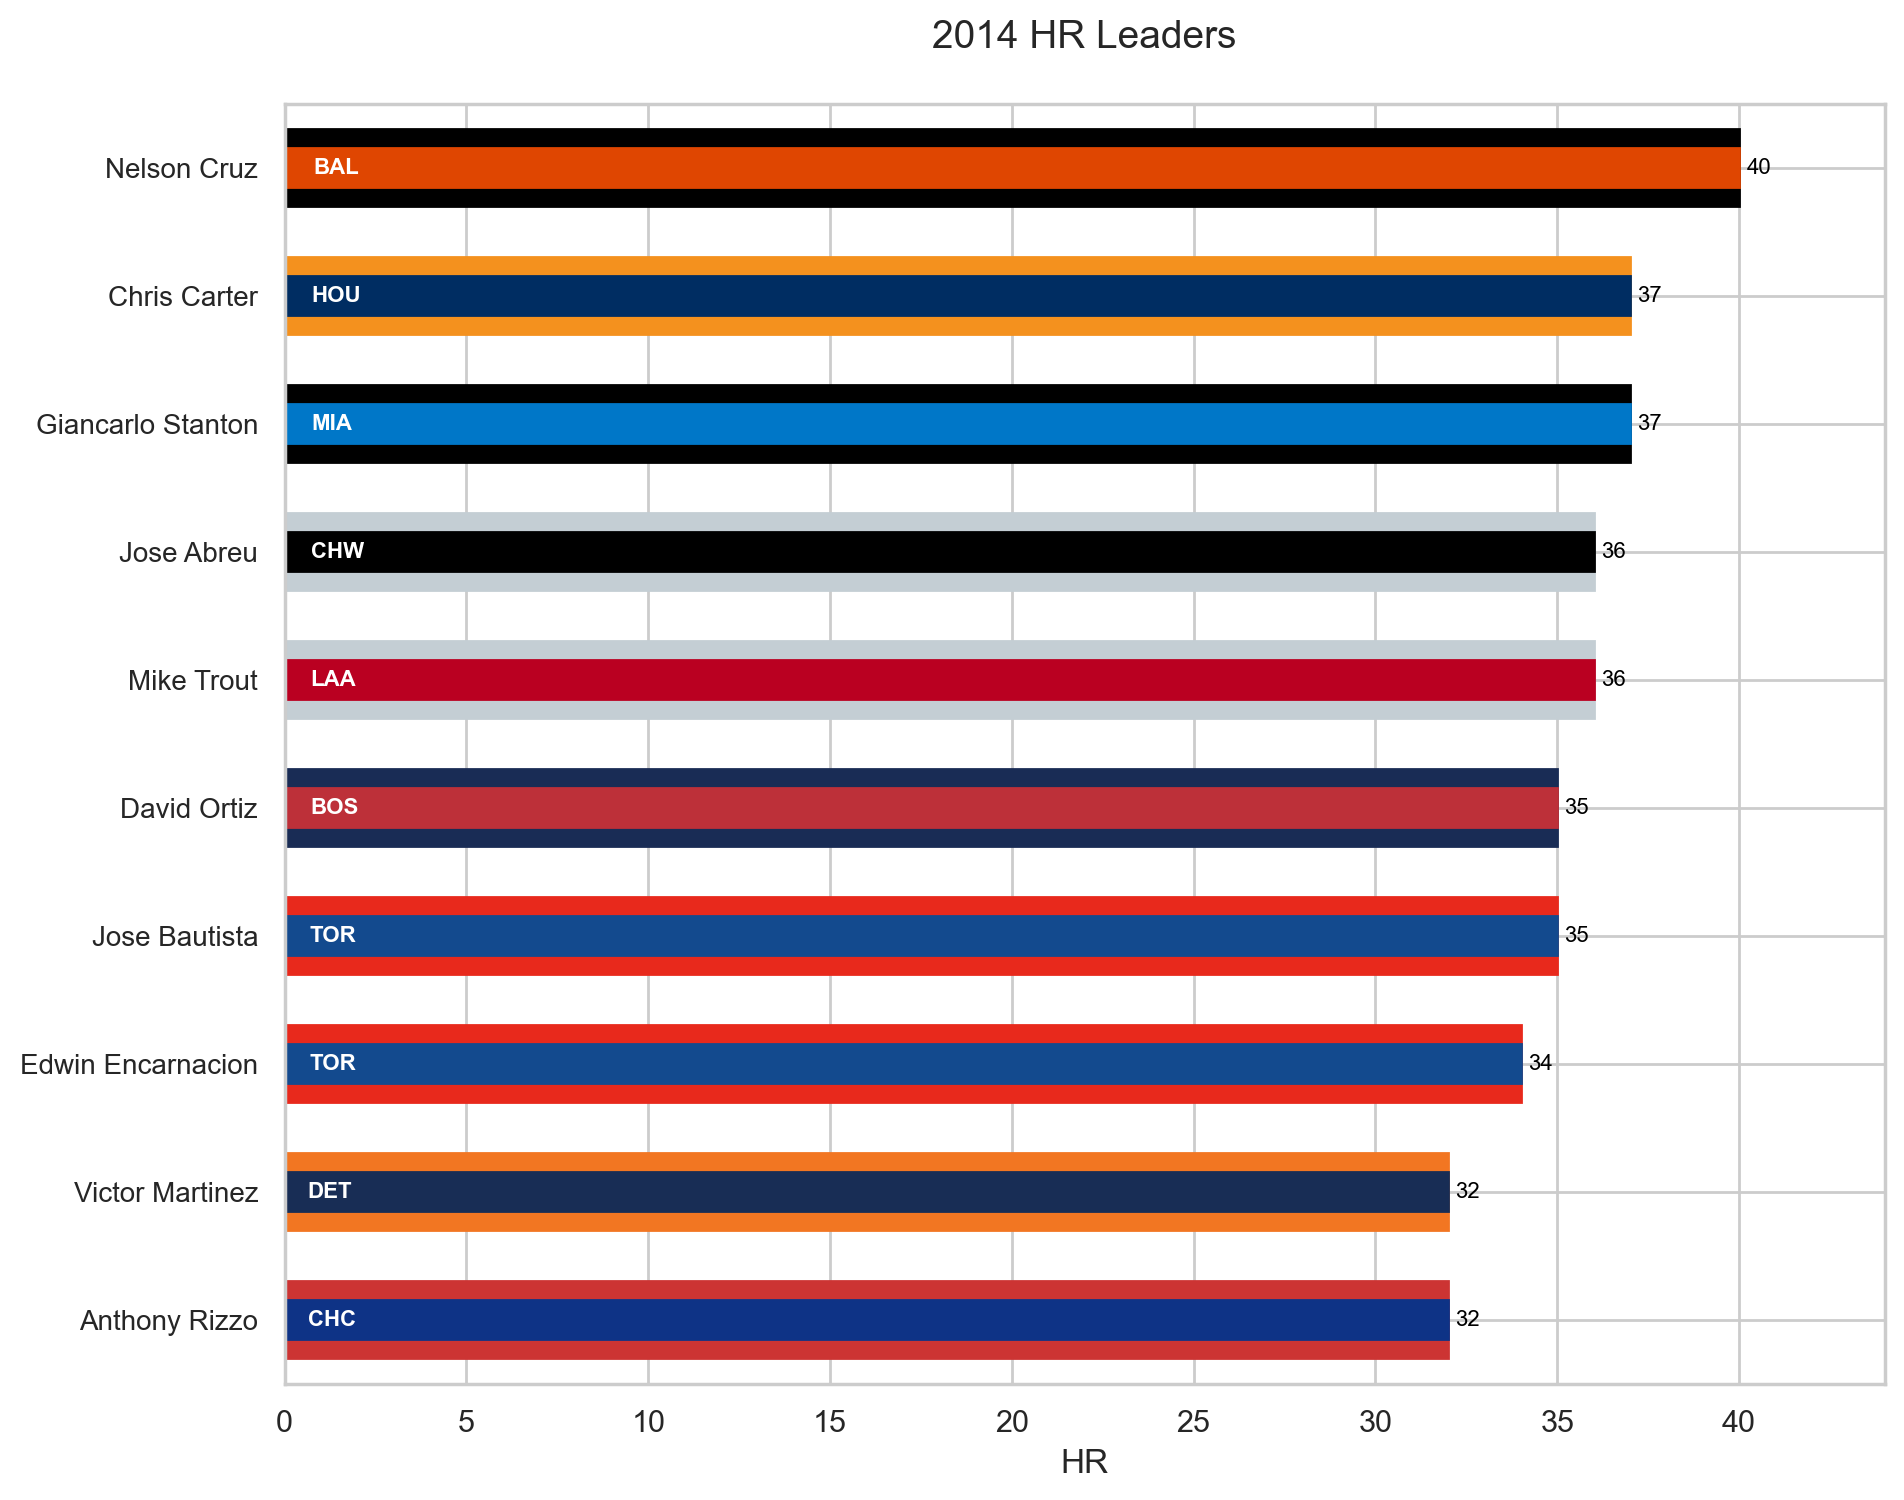 2014 HR Leaders
Nelson Cruz BAL 40
Chris Carter HOU 37
Giancarlo Stanton MIA 37
Jose Abreu CHW 36
Mike Trout LAA 36
David Ortiz BOS 35
Jose Bautista TOR 35
Edwin Encarnacion TOR 34
Victor Martinez DET 32
Anthony Rizzo CHC 32
0 5 10 15 20 25 30 35 40
HR